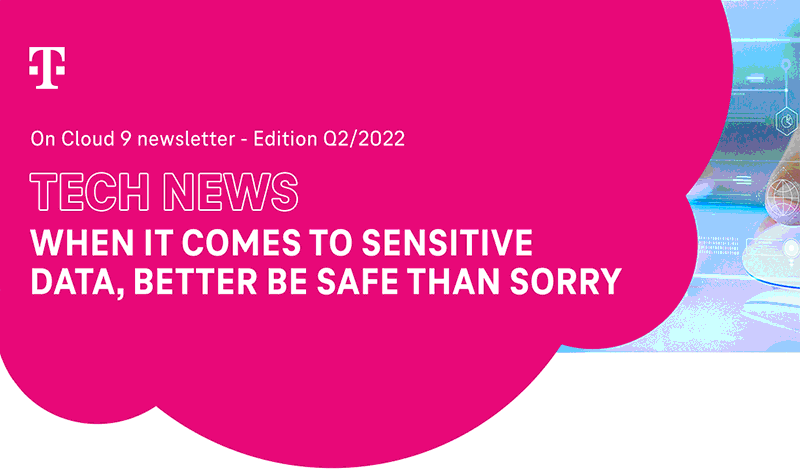 T
On Cloud 9 newsletter - Edition Q2/2022
TECH NEWS
WHEN IT COMES TO SENSITIVE
DATA, BETTER BE SAFE THAN SORRY